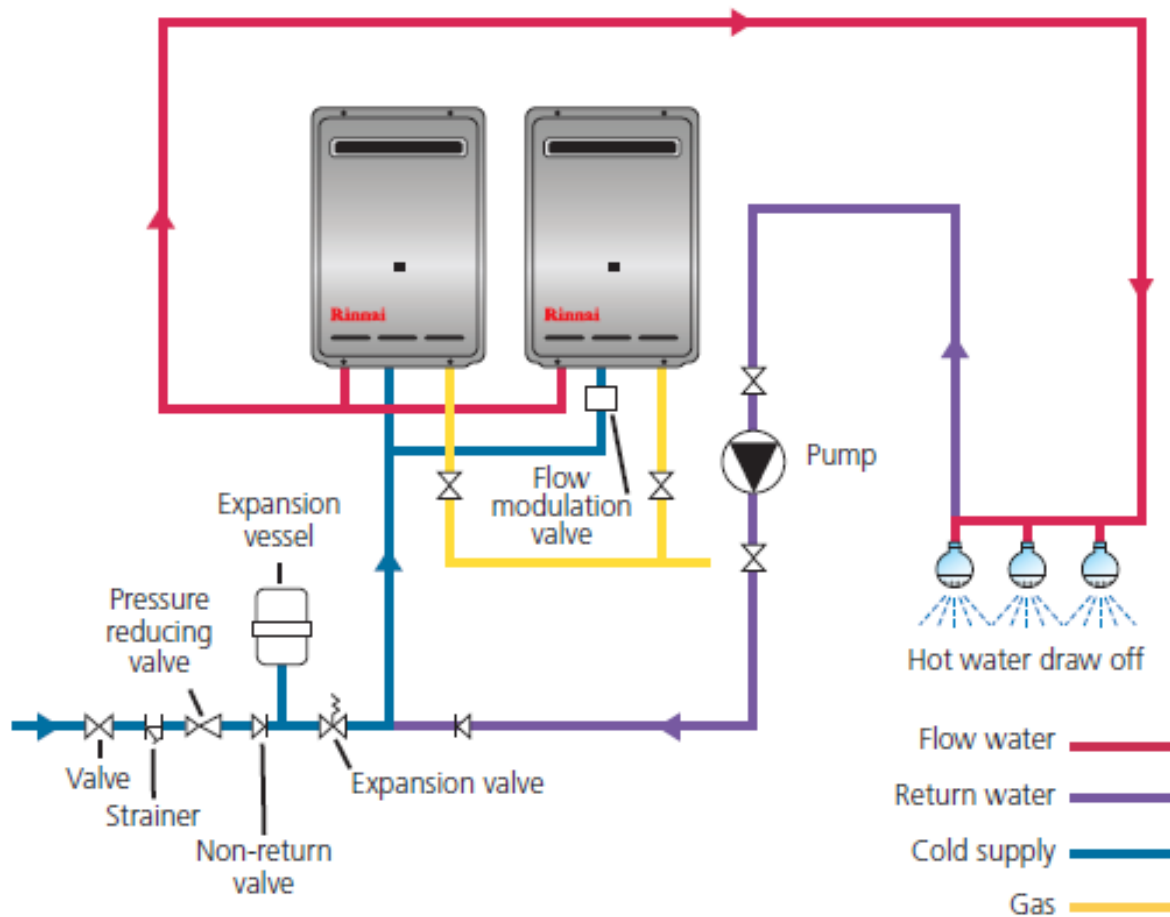 Rinnai
Rinnai
Pump
Flow
modulation
valve
Expansion
vessel
Pressure
reducing
valve
Hot water draw off
Valve
Strainer
Non-return
valve
Expansion valve
Flow water
Return water
Cold supply
Gas